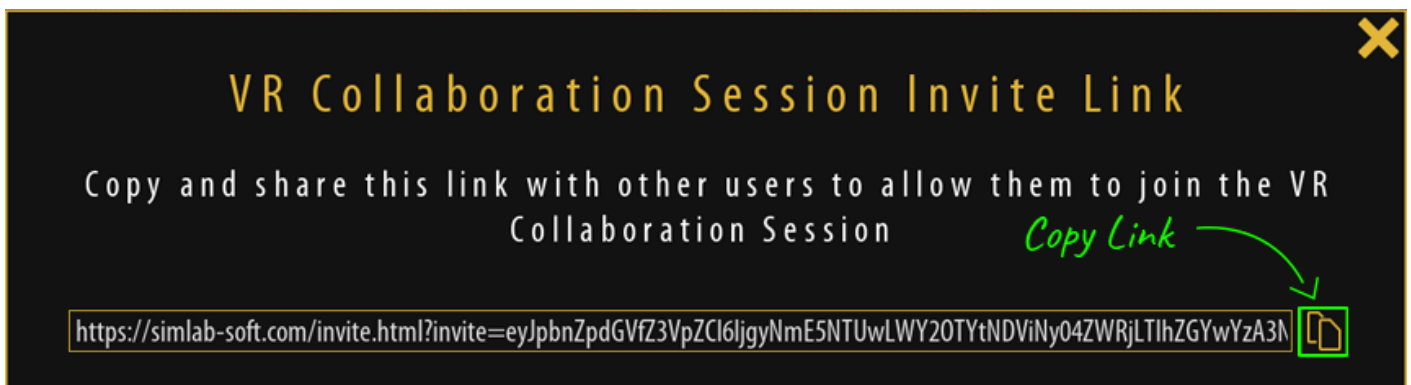 VR Collaboration Session Invite Link
Copy and share this link with other users to allow them to join the VR
Collaboration Session
Copy Link
https://simlab-soft.com/invite.html?invite=eyJpbnZpdGVfZ3VpZCI6IjgyNmE5NTUwLWY2OTYtNDViNy04ZWRjLTlhZGYwYzA3N